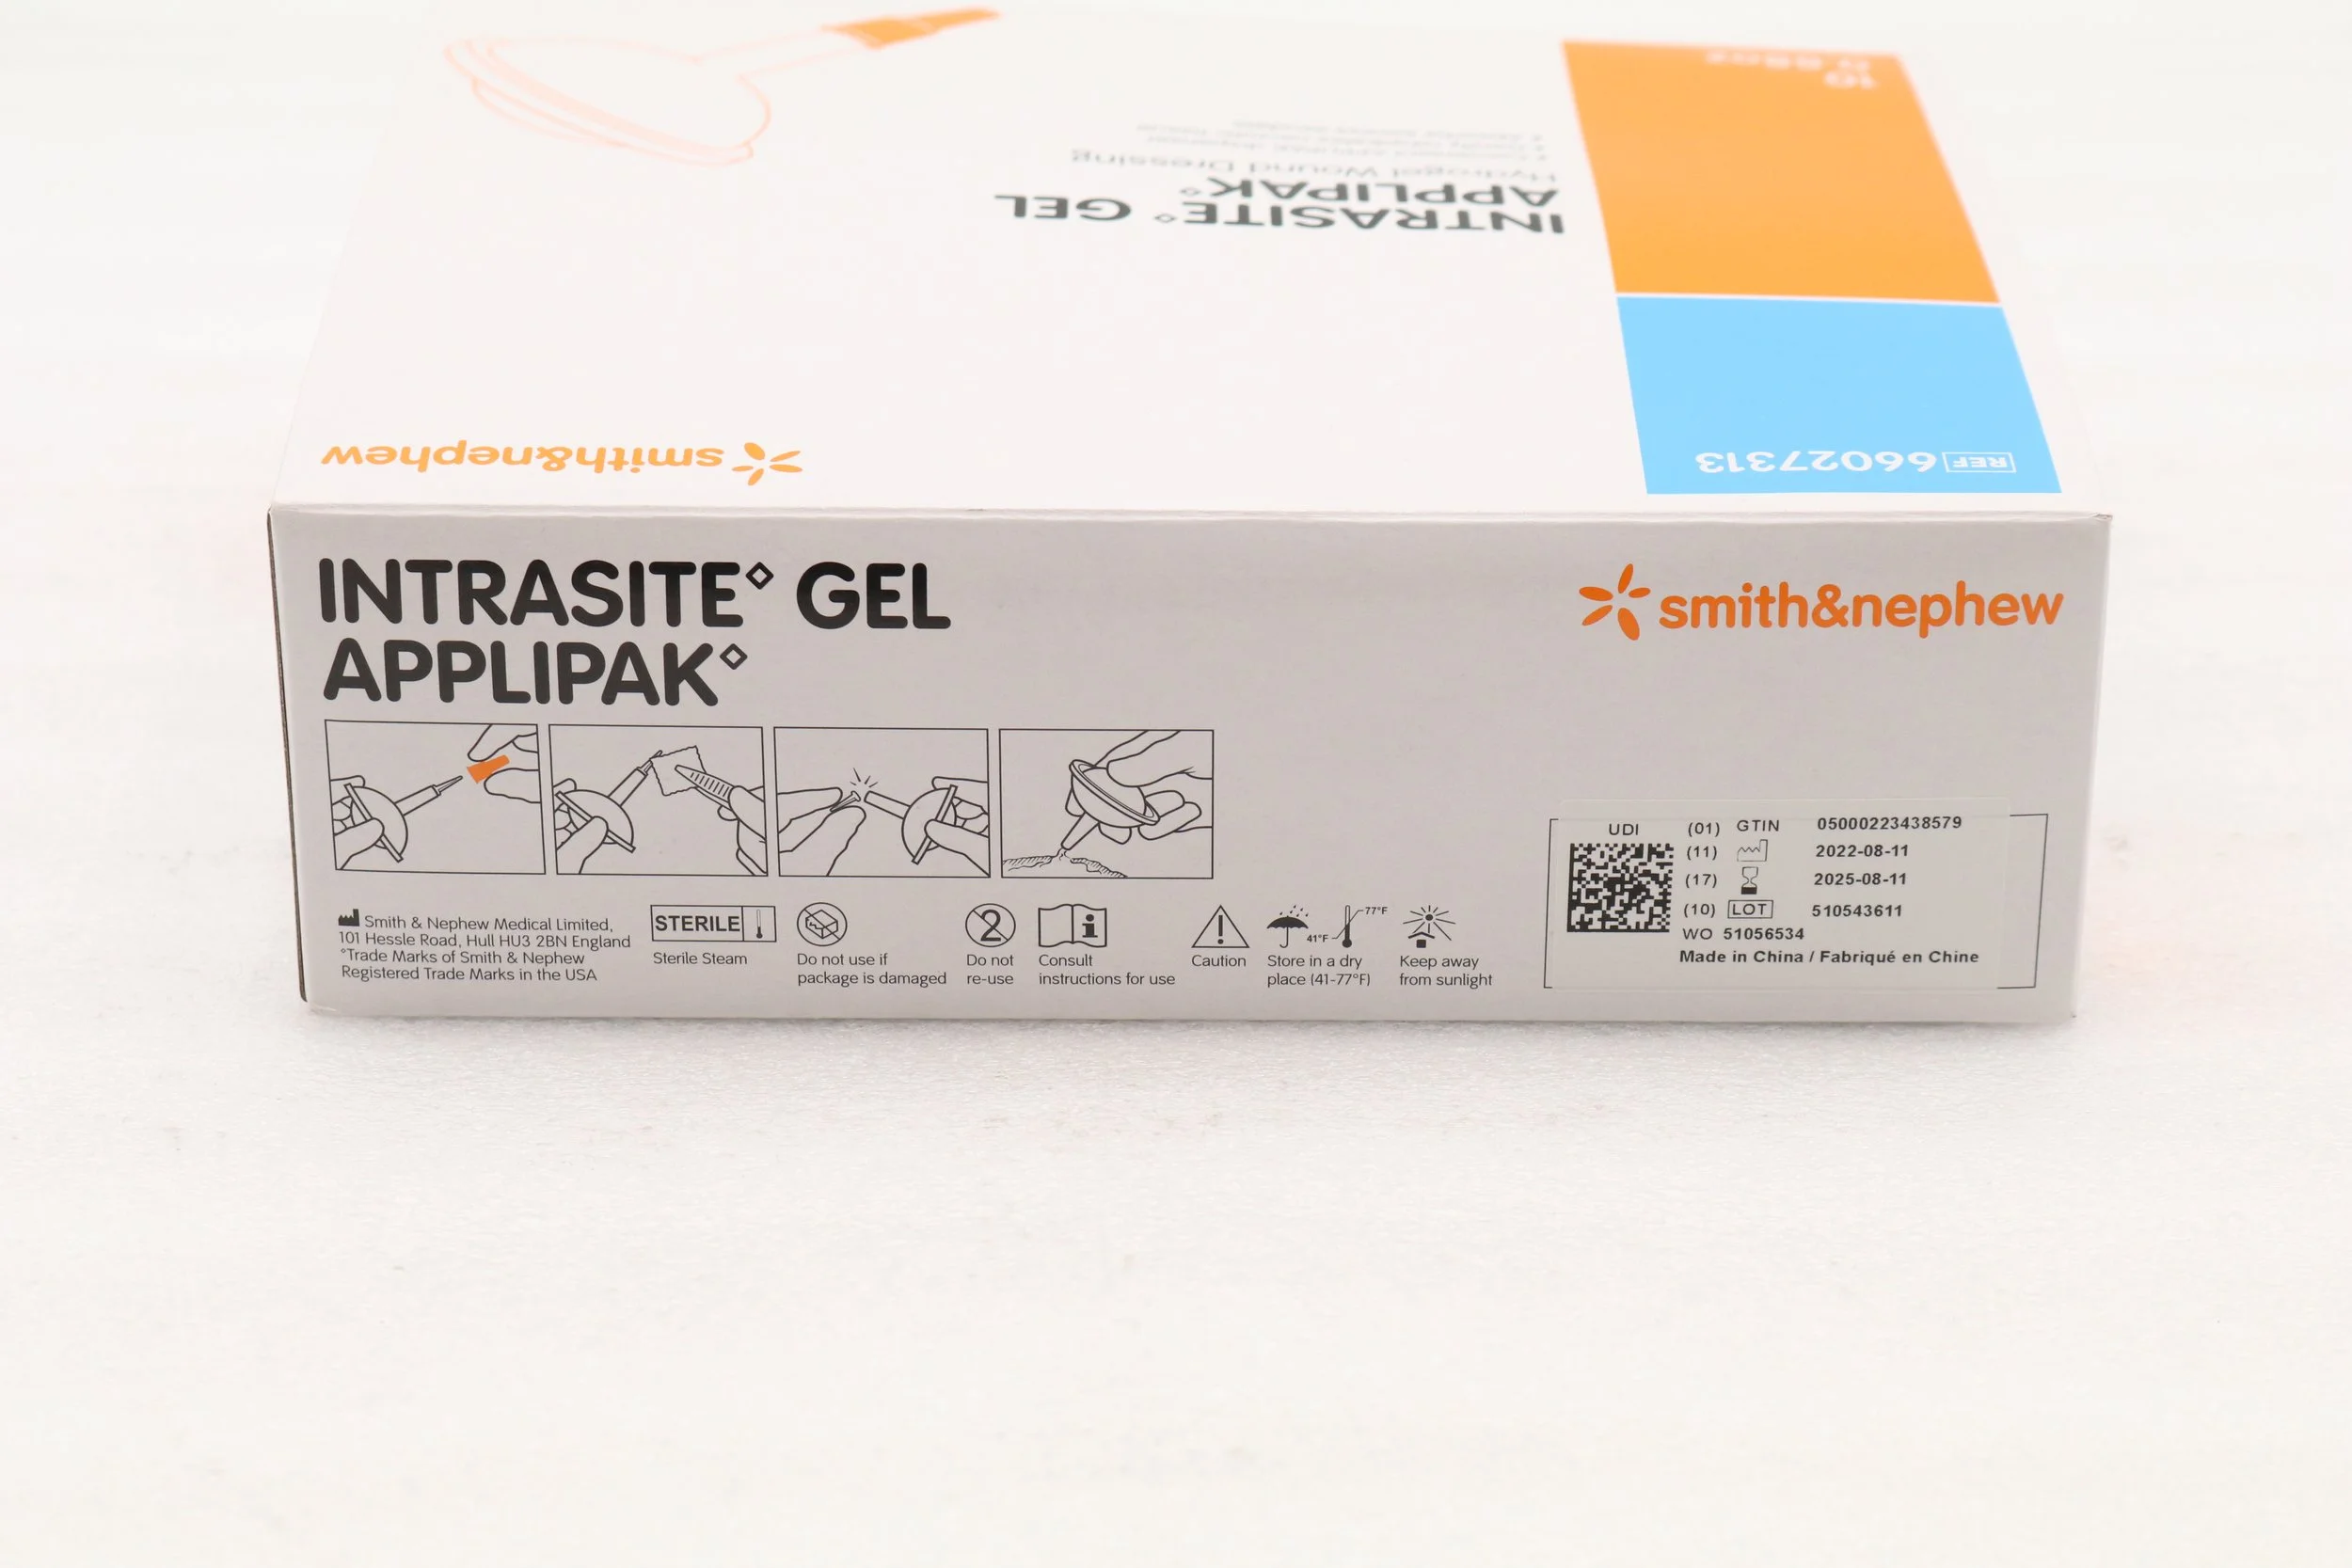 10
0.88oz
INTRASITE◊ GEL
APPLIPAK◊
Hydrogel Wound Dressing
smith&nephew
REF 66027313
INTRASITE◊ GEL
APPLIPAK◊
smith&nephew
Smith & Nephew Medical Limited,
101 Hessle Road, Hull HU3 2BN England
◊Trade Marks of Smith & Nephew
Registered Trade Marks in the USA
STERILE
Sterile Steam
Do not use if
package is damaged
2
Do not
re-use
i
Consult
instructions for use
Caution
41°F
77°F
Store in a dry
place (41-77°F)
Keep away
from sunlight
UDI
(01) GTIN 05000223438579
(11) 2022-08-11
(17) 2025-08-11
(10) LOT 510543611
WO 51056534
Made in China / Fabriqué en Chine